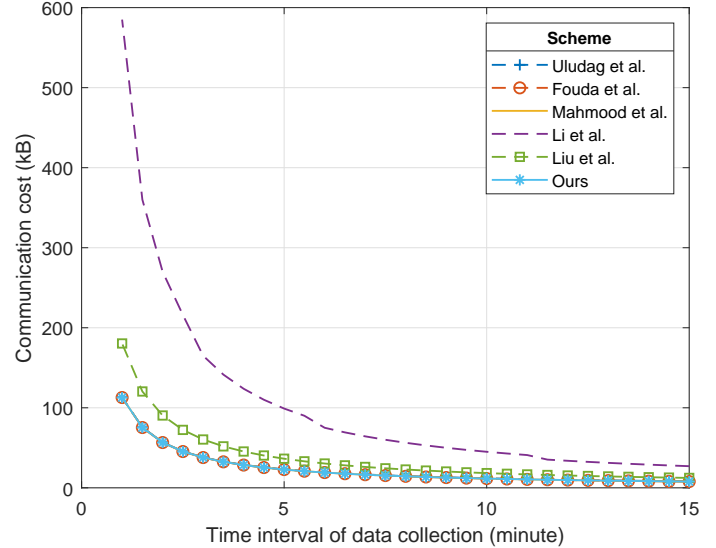 600
500
400
300
200
100
0
Communication cost (kB)
Scheme
Uludag et al.
Fouda et al.
Mahmood et al.
Li et al.
Liu et al.
Ours
0 5 10 15
Time interval of data collection (minute)